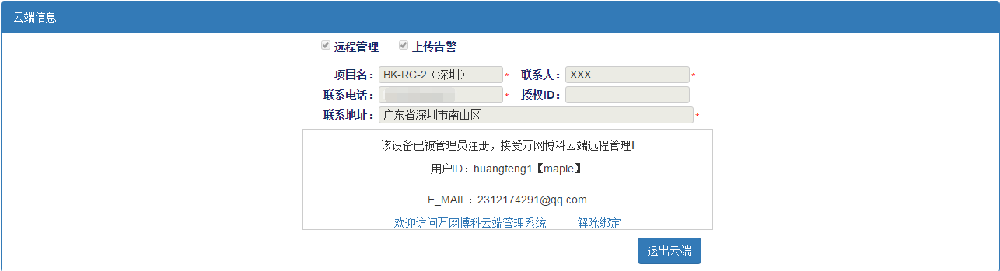 云端信息
远程管理 上传告警
项目名：BK-RC-2（深圳） * 联系人：XXX *
联系电话： * 授权ID：
联系地址：广东省深圳市南山区 *
该设备已被管理员注册，接受万网博科云端远程管理!
用户ID：huangfeng1【maple】
E_MAIL：2312174291@qq.com
欢迎访问万网博科云端管理系统 解除绑定
退出云端